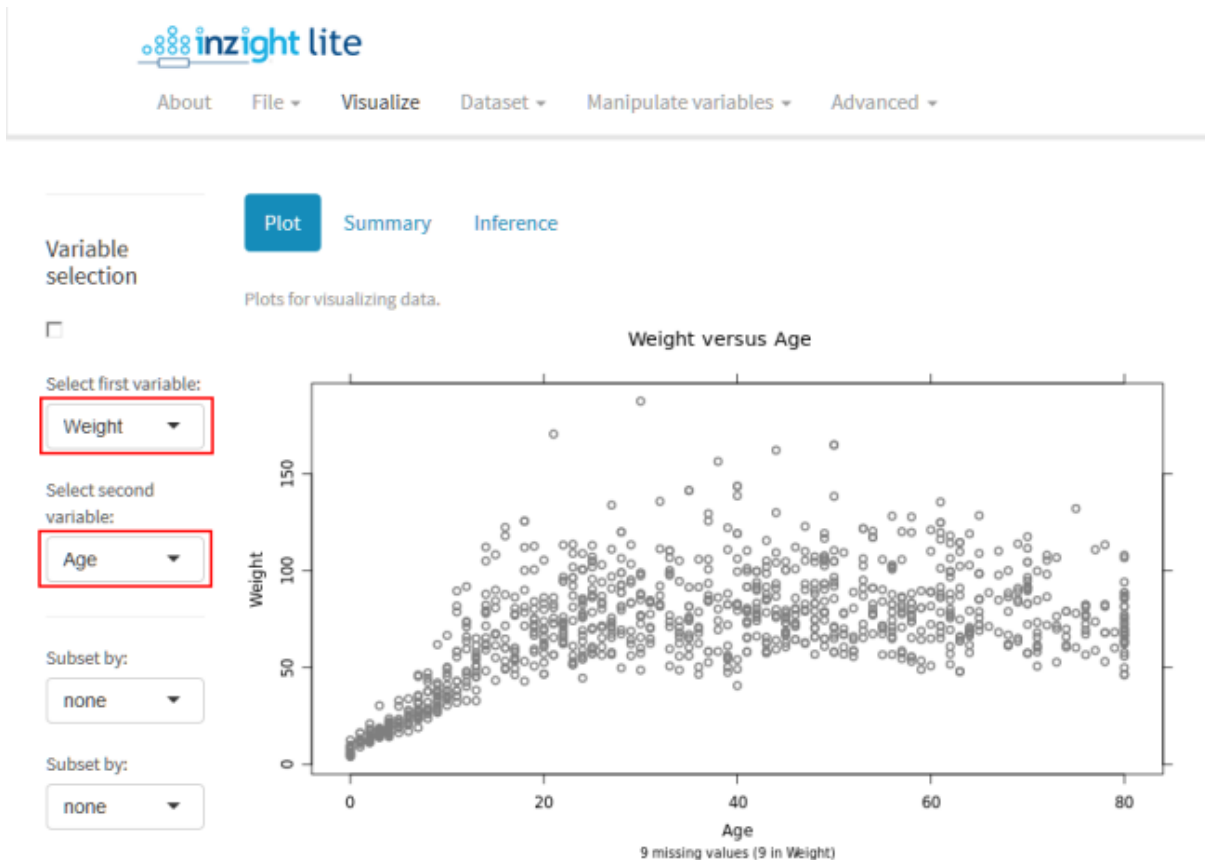 inzight lite
About File Visualize Dataset Manipulate variables Advanced
Variable
selection
Select first variable:
Weight
Select second
variable:
Age
Subset by:
none
Subset by:
none
Plot Summary Inference
Plots for visualizing data.
Weight versus Age
Weight
150
100
50
0
0 20 40 60 80
Age
9 missing values (9 in Weight)